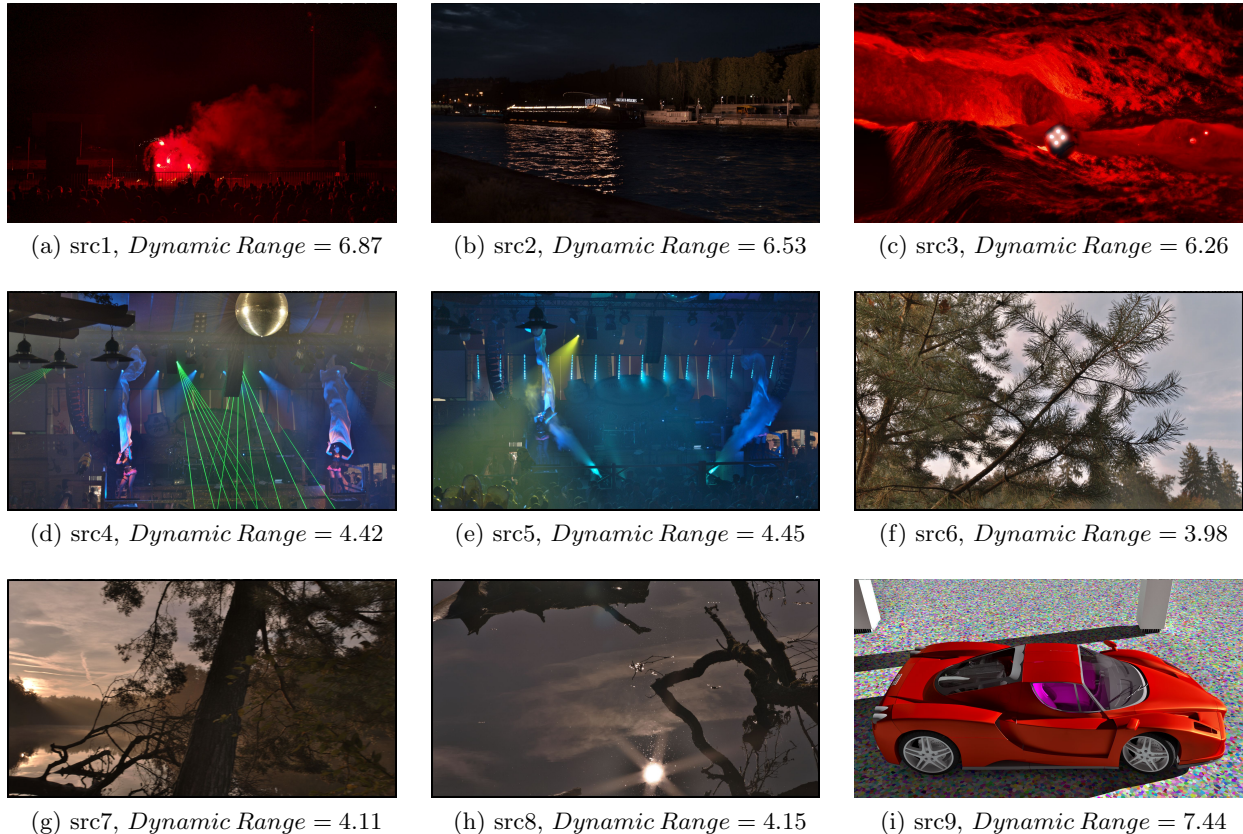 (a) src1, Dynamic Range = 6.87
(b) src2, Dynamic Range = 6.53
(c) src3, Dynamic Range = 6.26
(d) src4, Dynamic Range = 4.42
(e) src5, Dynamic Range = 4.45
(f) src6, Dynamic Range = 3.98
(g) src7, Dynamic Range = 4.11
(h) src8, Dynamic Range = 4.15
(i) src9, Dynamic Range = 7.44